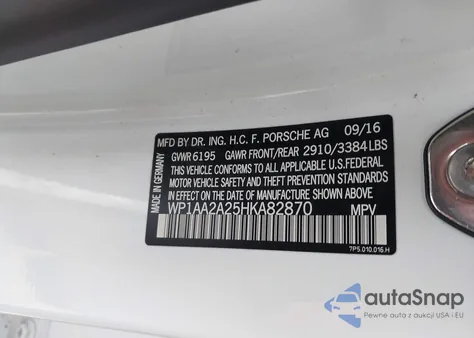 MFD BY DR. ING. H.C. F. PORSCHE AG 09/16
GVWR 6195 GAWR FRONT/REAR 2910/3384 LBS
THIS VEHICLE CONFORMS TO ALL APPLICABLE U.S.FEDERAL
MOTOR VEHICLE SAFETY AND THEFT PREVENTION STANDARDS
IN EFFECT ON THE DATE OF MANUFACTURE SHOWN ABOVE.
WP1AA2A25HKA82870 MPV
7P5.010.016.H
MADE IN GERMANY
autoSnap
Pewne auta z aukcji USA i EU